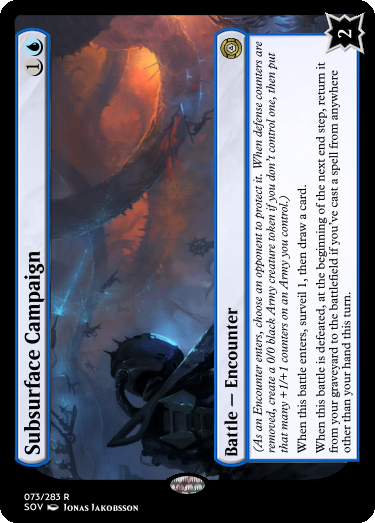 Subsurface Campaign
1
Battle — Encounter
(As an Encounter enters, choose an opponent to protect it. When defense counters are
removed, create a 0/0 black Army creature token if you don't control one, then put
that many +1/+1 counters on an Army you control.)
When this battle enters, surveil 1, then draw a card.
When this battle is defeated, at the beginning of the next end step, return it
from your graveyard to the battlefield if you've cast a spell from anywhere
other than your hand this turn.
2
073/283 R
SOV Jonas Jakobsson